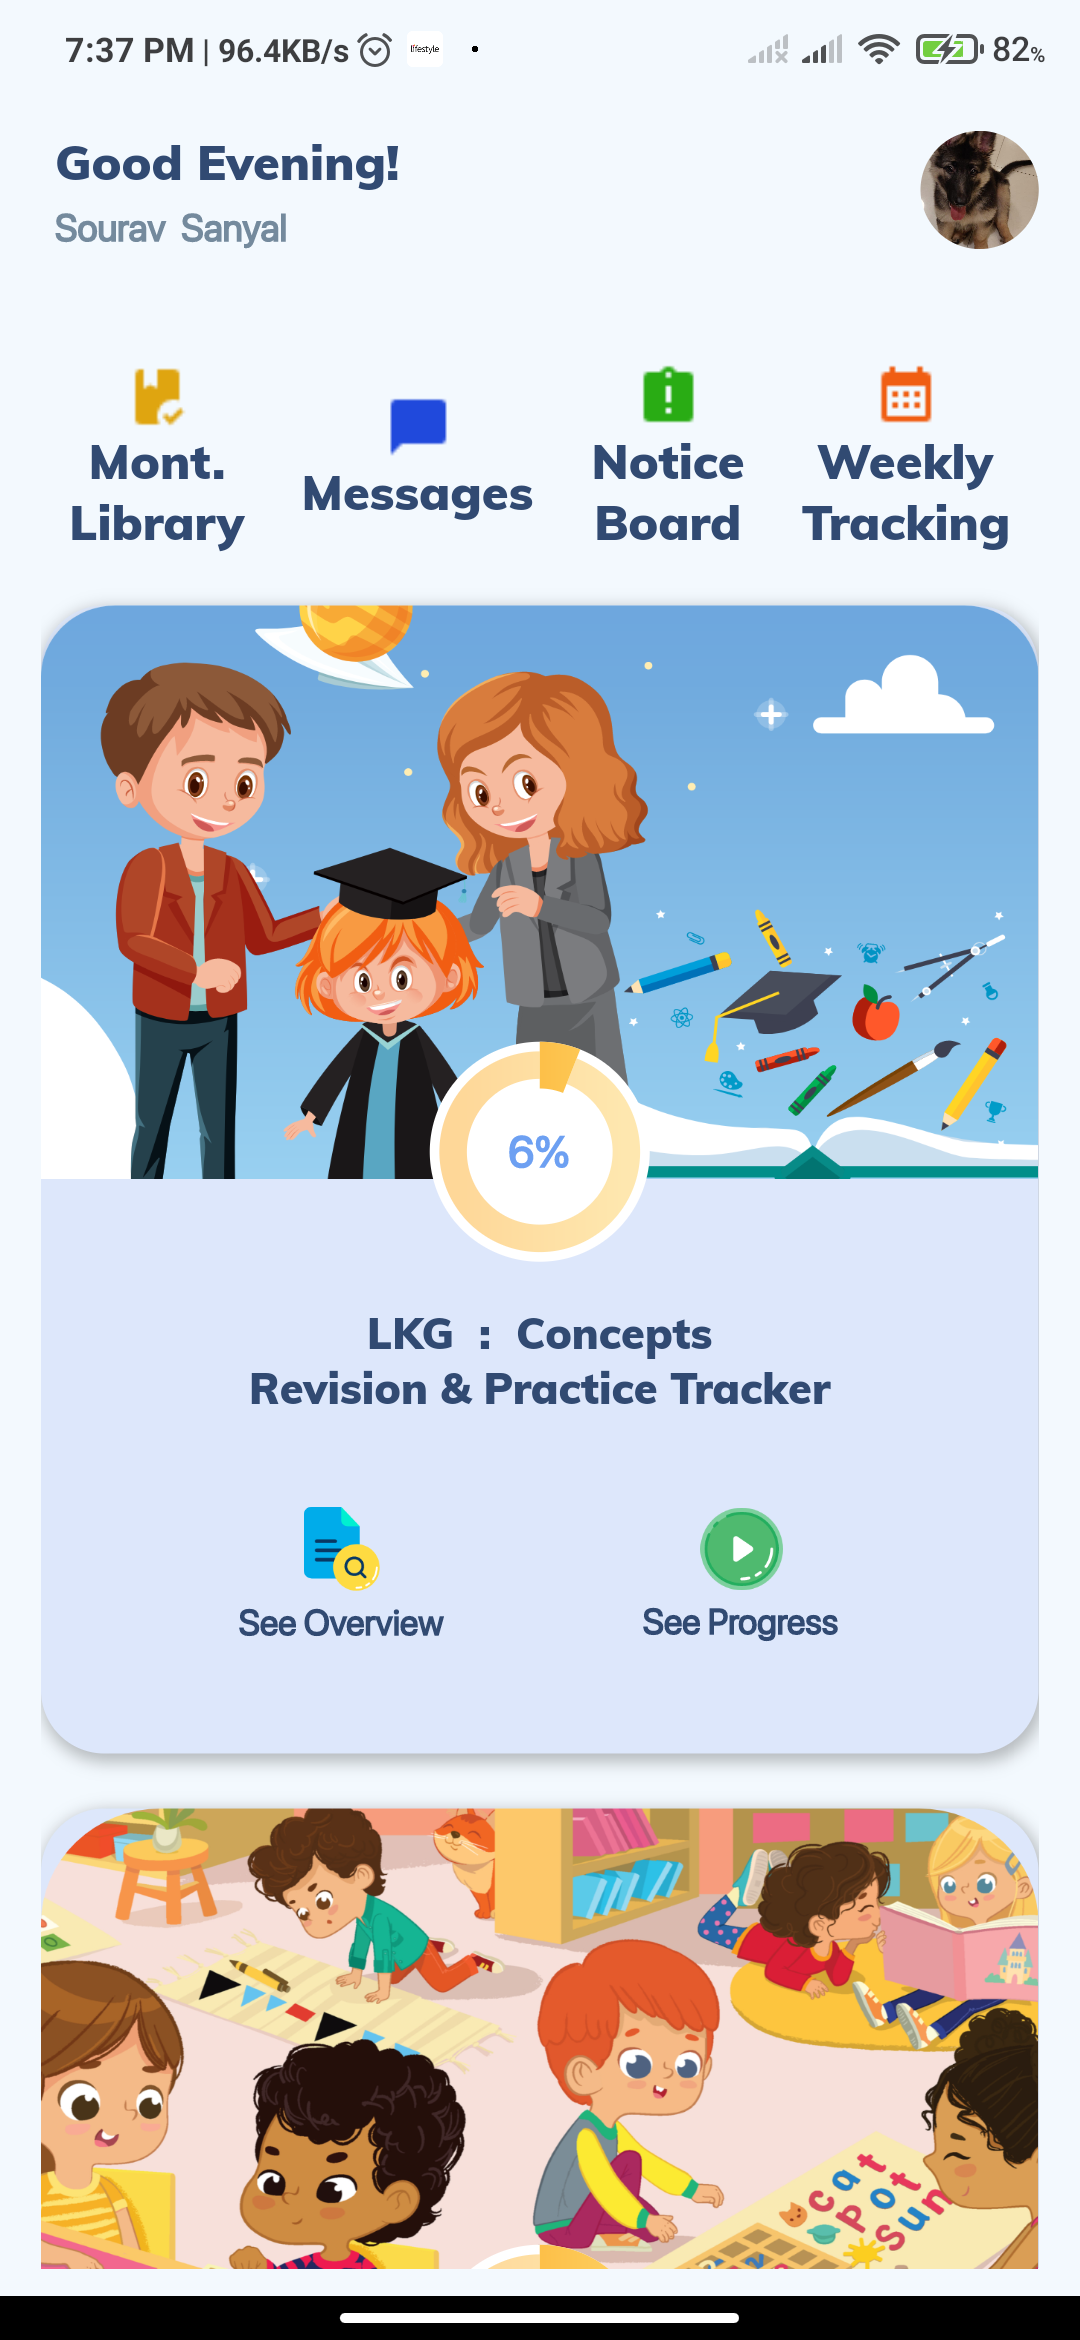 7:37 PM | 96.4KB/s lifestyle 82%
Good Evening!
Sourav Sanyal
Mont. Library
Messages
Notice Board
Weekly Tracking
6%
LKG : Concepts
Revision & Practice Tracker
See Overview
See Progress
cat
pot
sun